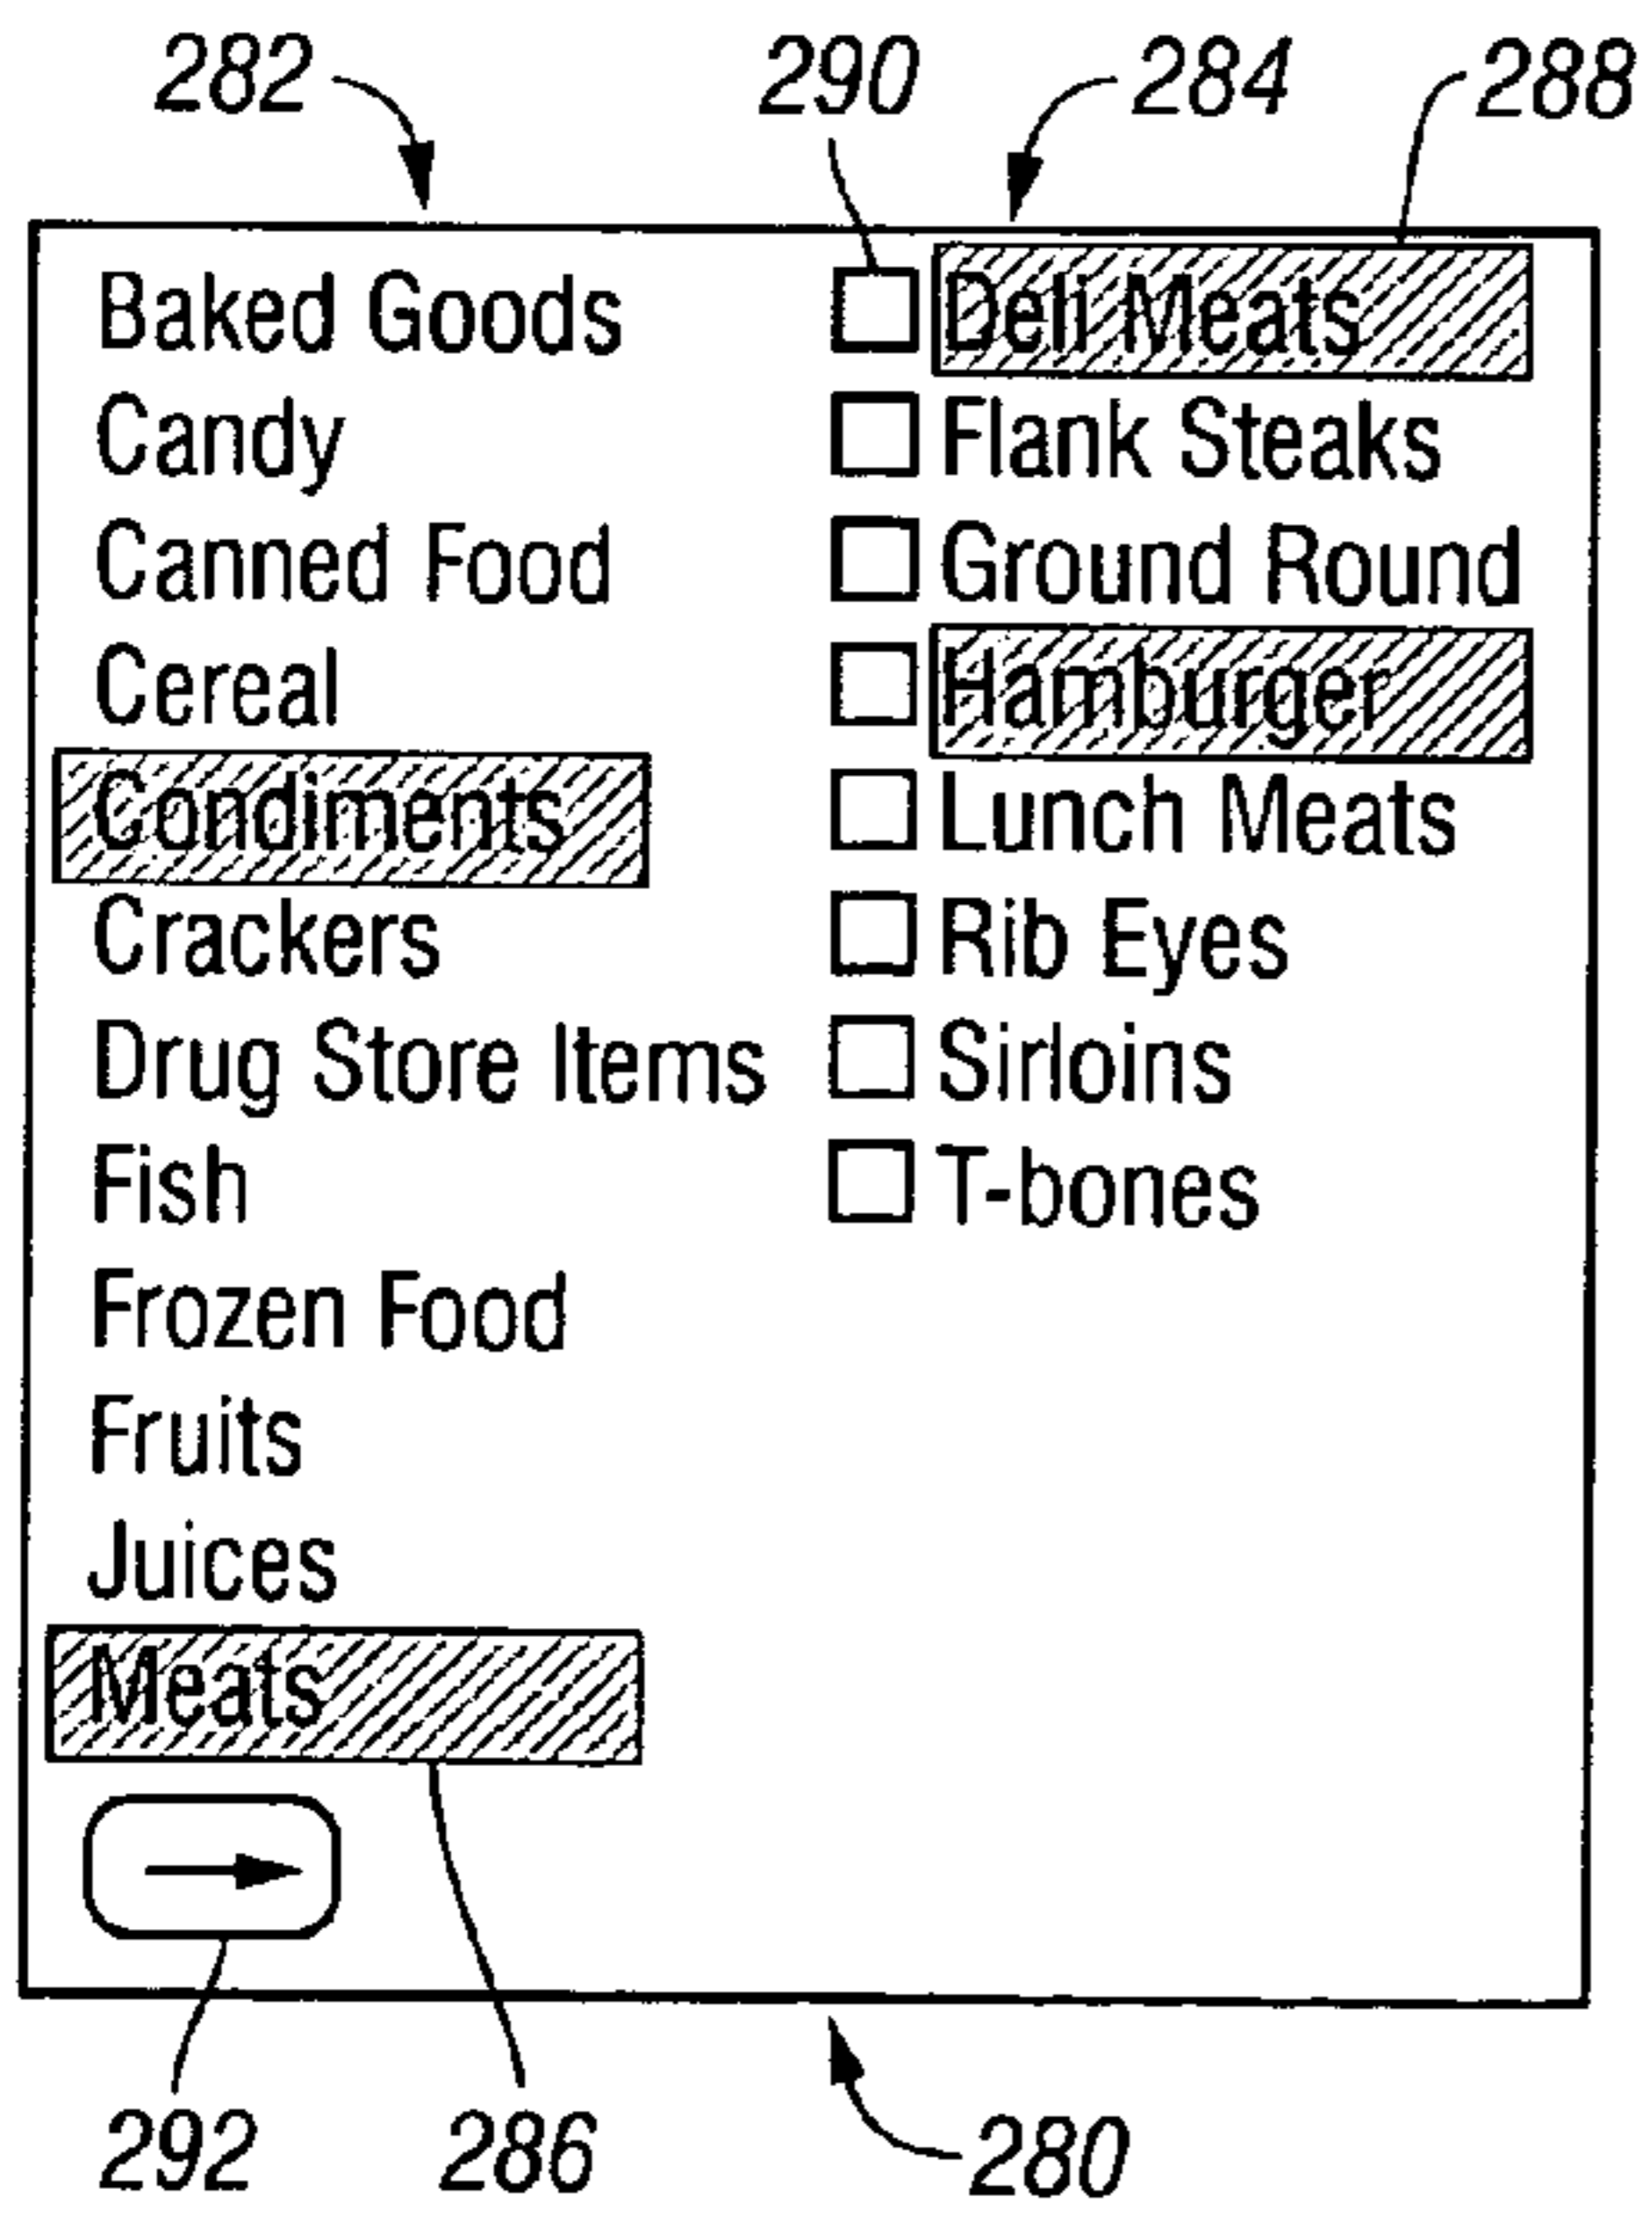 282
290
284
288
Baked Goods
Candy
Canned Food
Cereal
Condiments
Crackers
Drug Store Items
Fish
Frozen Food
Fruits
Juices
Meats
Deli Meats
Flank Steaks
Ground Round
Hamburger
Lunch Meats
Rib Eyes
Sirloins
T-bones
292
286
280